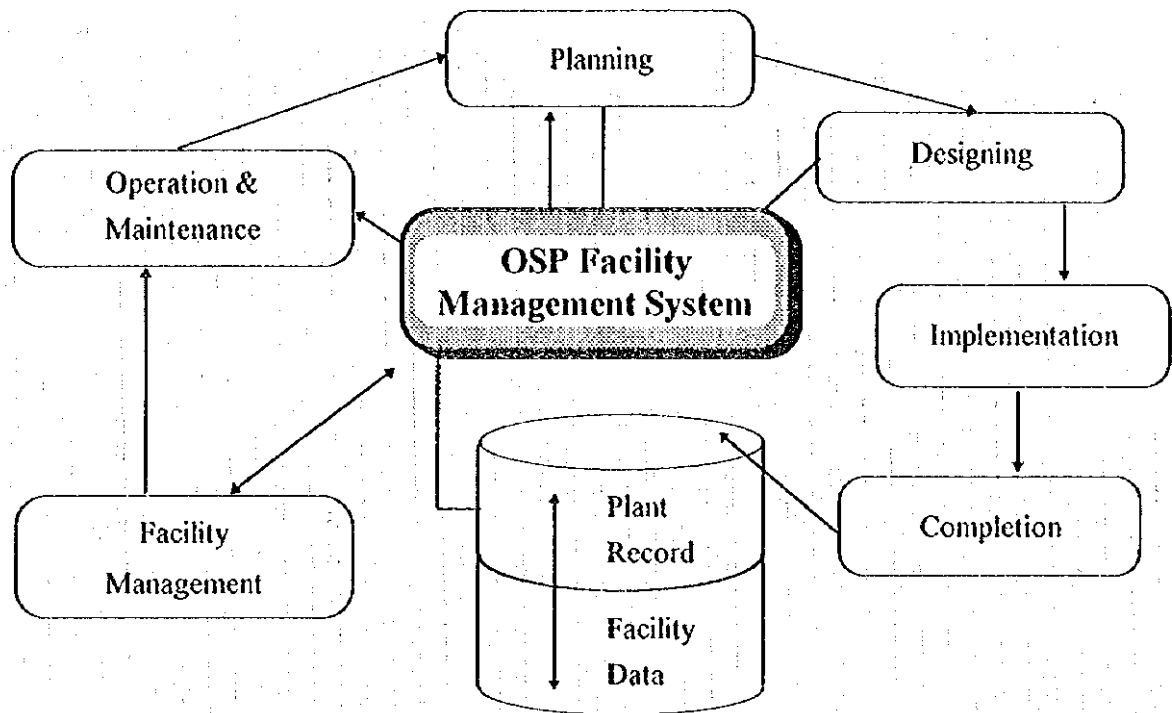 Planning
Designing
Operation &
Maintenance
OSP Facility
Management System
Implementation
Plant
Record
Completion
Facility
Management
Facility
Data